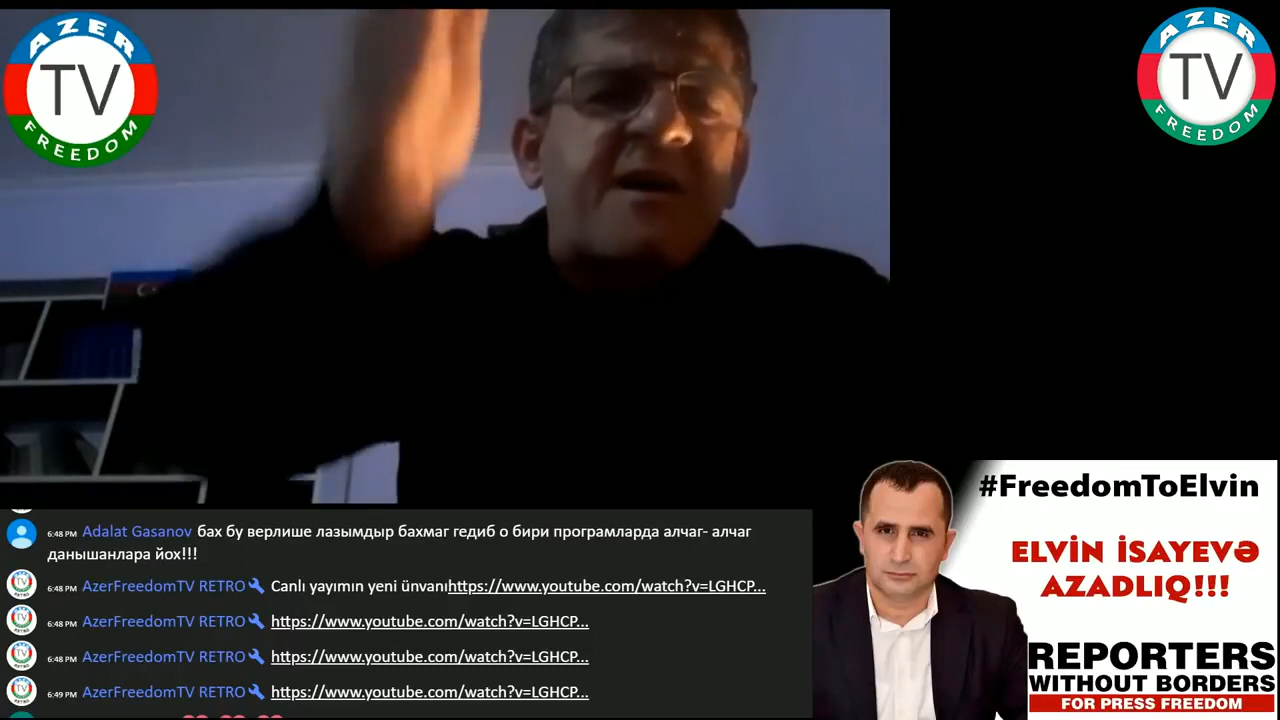 AZER
TV
FREEDOM
AZER
TV
FREEDOM
6:48 PM Adalat Gasanov бах бу верлише лазымдыр бахмаг гедиб о бири програмларда алчаг- алчаг
данышанлара йох!!!
6:48 PM AzerFreedomTV RETRO Canlı yayımın yeni ünvanıhttps://www.youtube.com/watch?v=LGHCP...
6:48 PM AzerFreedomTV RETRO https://www.youtube.com/watch?v=LGHCP...
6:48 PM AzerFreedomTV RETRO https://www.youtube.com/watch?v=LGHCP...
6:49 PM AzerFreedomTV RETRO https://www.youtube.com/watch?v=LGHCP...
#FreedomToElvin
ELVİN İSAYEVƏ
AZADLIQ!!!
REPORTERS
WITHOUT BORDERS
FOR PRESS FREEDOM